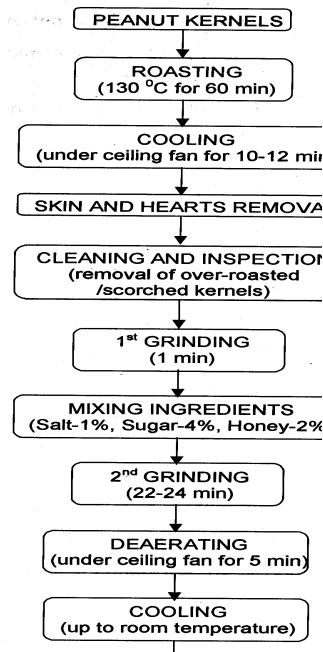 PEANUT KERNELS
ROASTING
(130 °C for 60 min)
COOLING
(under ceiling fan for 10-12 min
SKIN AND HEARTS REMOVA
CLEANING AND INSPECTION
(removal of over-roasted
/scorched kernels)
1st GRINDING
(1 min)
MIXING INGREDIENTS
(Salt-1%, Sugar-4%, Honey-2%
2nd GRINDING
(22-24 min)
DEAERATING
(under ceiling fan for 5 min)
COOLING
(up to room temperature)